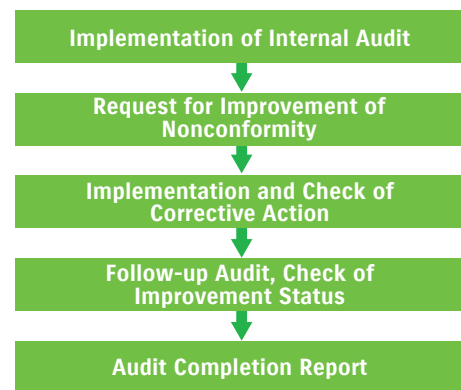 Implementation of Internal Audit
Request for Improvement of
Nonconformity
Implementation and Check of
Corrective Action
Follow-up Audit, Check of
Improvement Status
Audit Completion Report